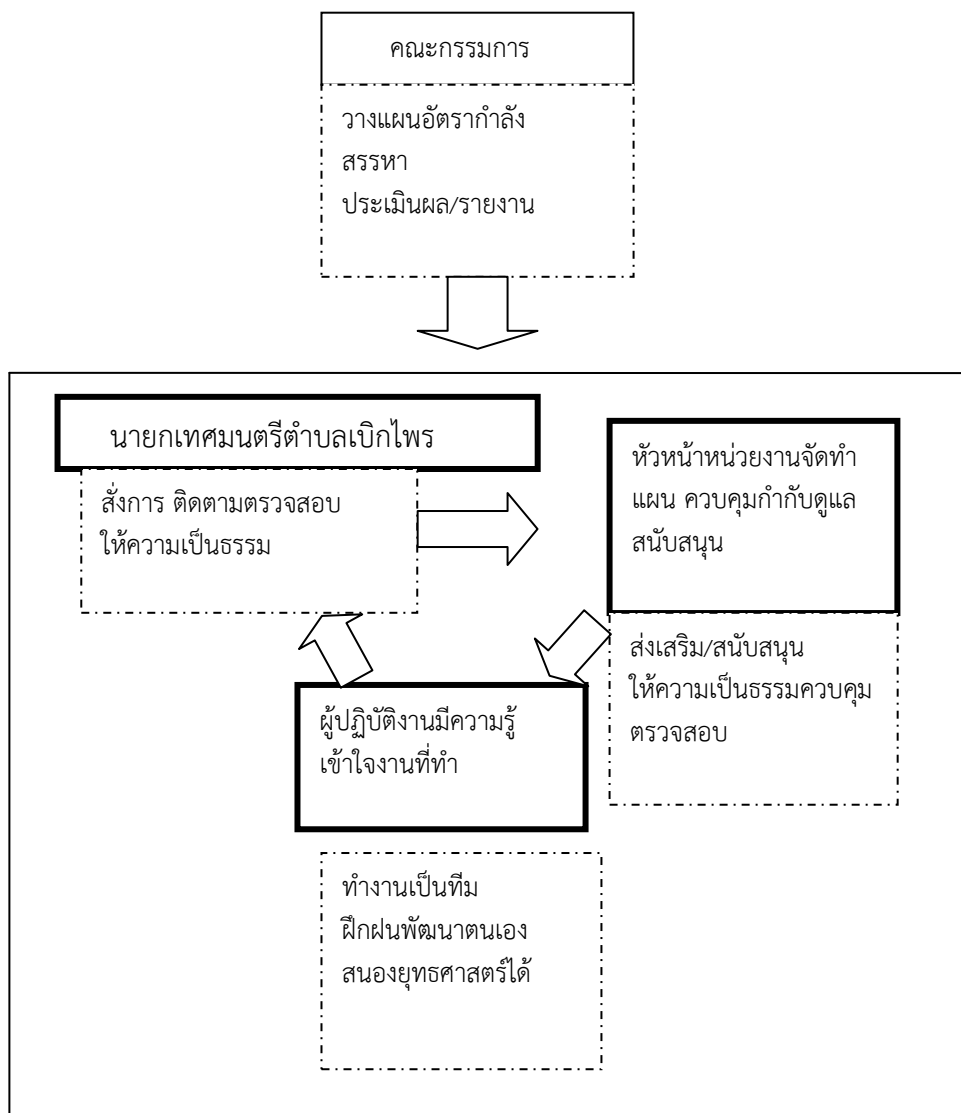 คณะกรรมการ
วางแผนอัตรากำลัง
สรรหา
ประเมินผล/รายงาน
นายกเทศมนตรีตำบลเบิกไพร
สั่งการ ติดตามตรวจสอบ
ให้ความเป็นธรรม
หัวหน้าหน่วยงานจัดทำ
แผน ควบคุมกำกับดูแล
สนับสนุน
ส่งเสริม/สนับสนุน
ให้ความเป็นธรรมควบคุม
ตรวจสอบ
ผู้ปฏิบัติงานมีความรู้
เข้าใจงานที่ทำ
ทำงานเป็นทีม
ฝึกฝนพัฒนาตนเอง
สนองยุทธศาสตร์ได้